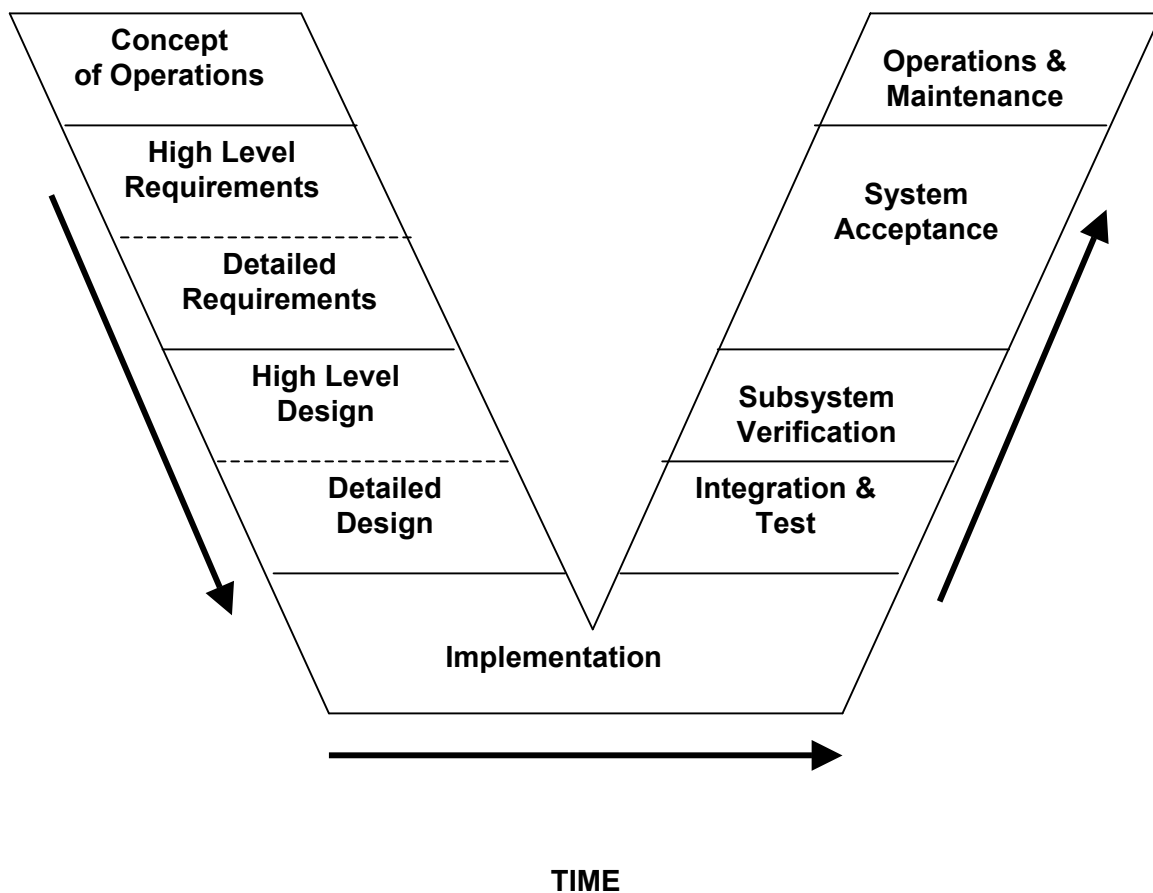 Concept
of Operations
High Level
Requirements
Detailed
Requirements
High Level
Design
Detailed
Design
Implementation
Integration &
Test
Subsystem
Verification
System
Acceptance
Operations &
Maintenance
TIME